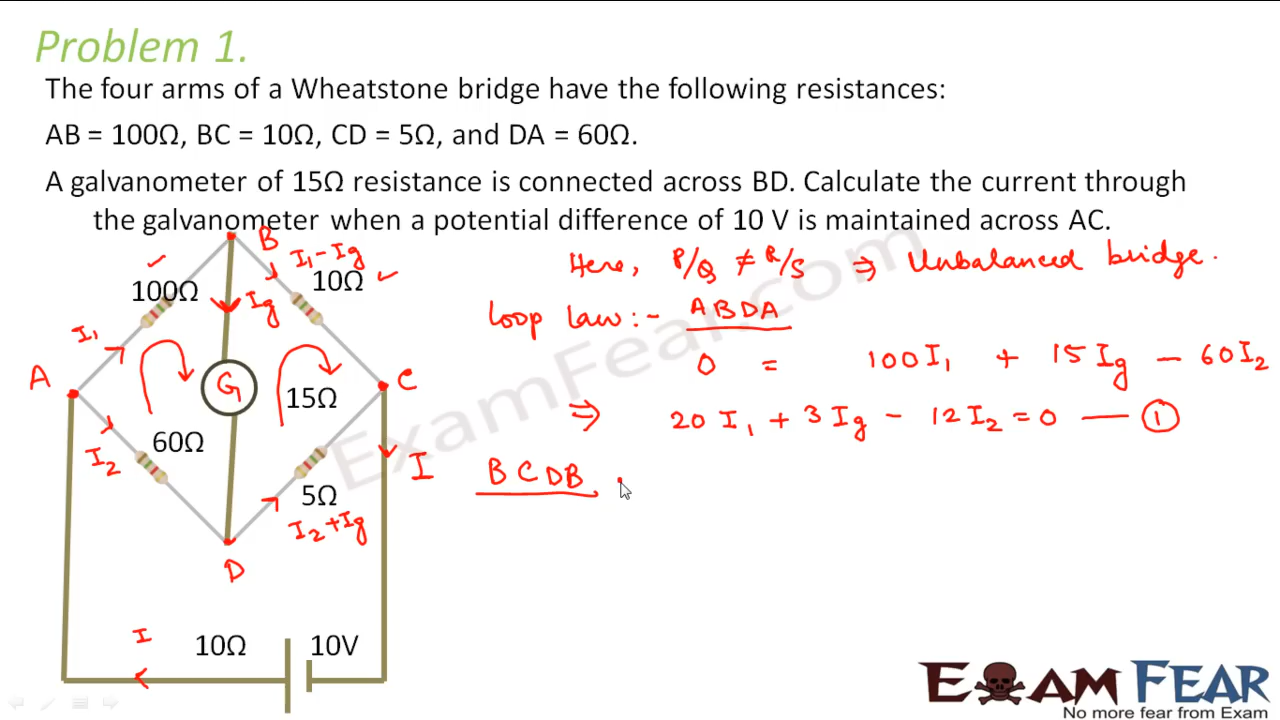 Problem 1.
The four arms of a Wheatstone bridge have the following resistances:
AB = 100Ω, BC = 10Ω, CD = 5Ω, and DA = 60Ω.
A galvanometer of 15Ω resistance is connected across BD. Calculate the current through
the galvanometer when a potential difference of 10 V is maintained across AC.
B
I₁ - Ig
100Ω
10Ω
Ig
I₁
A
G
C
15Ω
60Ω
I₂
I
5Ω
I₂ + Ig
D
I
10Ω
10V
Here, P/Q ≠ R/S ⇒ Unbalanced bridge.
Loop law :- ABDA
0 = 100I₁ + 15Ig - 60I₂
⇒ 20I₁ + 3Ig - 12I₂ = 0 — ①
BCDB
ExamFear.com
EXAM FEAR
No more fear from Exam